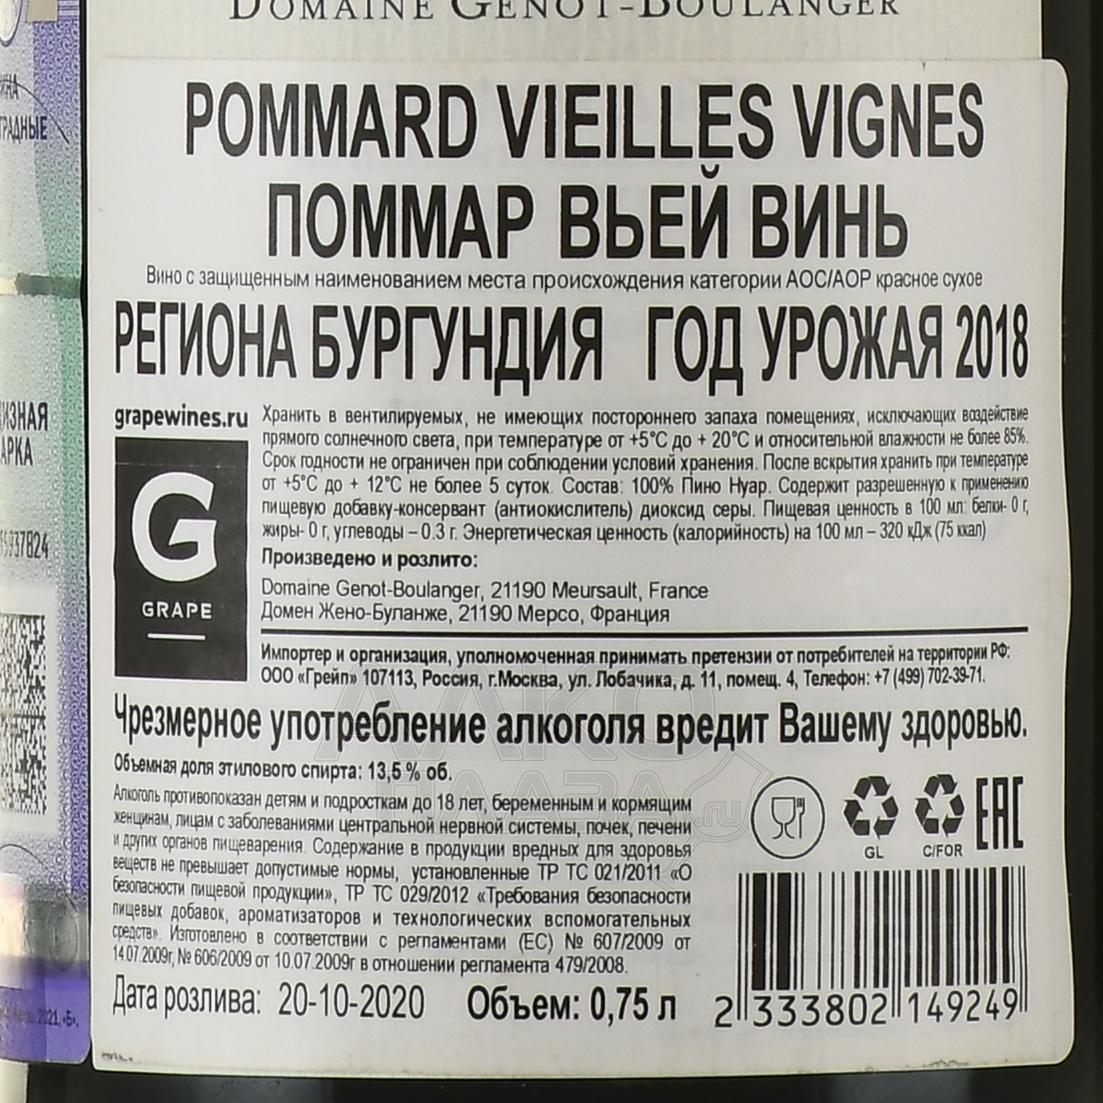 DOMAINE GENOT-BOULANGER
POMMARD VIEILLES VIGNES
ПОММАР ВЬЕЙ ВИНЬ
Вино с защищенным наименованием места происхождения категории AOC/AOP красное сухое
РЕГИОНА БУРГУНДИЯ ГОД УРОЖАЯ 2018
grapewines.ru
G
GRAPE
Хранить в вентилируемых, не имеющих постороннего запаха помещениях, исключающих воздействие
прямого солнечного света, при температуре от +5°С до + 20°С и относительной влажности не более 85%.
Срок годности не ограничен при соблюдении условий хранения. После вскрытия хранить при температуре
от +5°С до + 12°С не более 5 суток. Состав: 100% Пино Нуар. Содержит разрешенную к применению
пищевую добавку-консервант (антиокислитель) диоксид серы. Пищевая ценность в 100 мл: белки- 0 г,
жиры- 0 г, углеводы – 0.3 г. Энергетическая ценность (калорийность) на 100 мл – 320 кДж (75 ккал)
Произведено и розлито:
Domaine Genot-Boulanger, 21190 Meursault, France
Домен Жено-Буланже, 21190 Мерсо, Франция
Импортер и организация, уполномоченная принимать претензии от потребителей на территории РФ:
ООО «Грейп» 107113, Россия, г.Москва, ул. Лобачика, д. 11, помещ. 4, Телефон: +7 (499) 702-39-71.
Чрезмерное употребление алкоголя вредит Вашему здоровью.
Объемная доля этилового спирта: 13,5 % об.
Алкоголь противопоказан детям и подросткам до 18 лет, беременным и кормящим
женщинам, лицам с заболеваниями центральной нервной системы, почек, печени
и других органов пищеварения. Содержание в продукции вредных для здоровья
веществ не превышает допустимые нормы, установленные ТР ТС 021/2011 «О
безопасности пищевой продукции», ТР ТС 029/2012 «Требования безопасности
пищевых добавок, ароматизаторов и технологических вспомогательных
средств». Изготовлено в соответствии с регламентами (ЕС) № 607/2009 от
14.07.2009г, № 606/2009 от 10.07.2009г в отношении регламента 479/2008.
Дата розлива: 20-10-2020 Объем: 0,75 л
GL
C/FOR
EAC
2 333802 149249
АЛКО
НАВЗА.ru